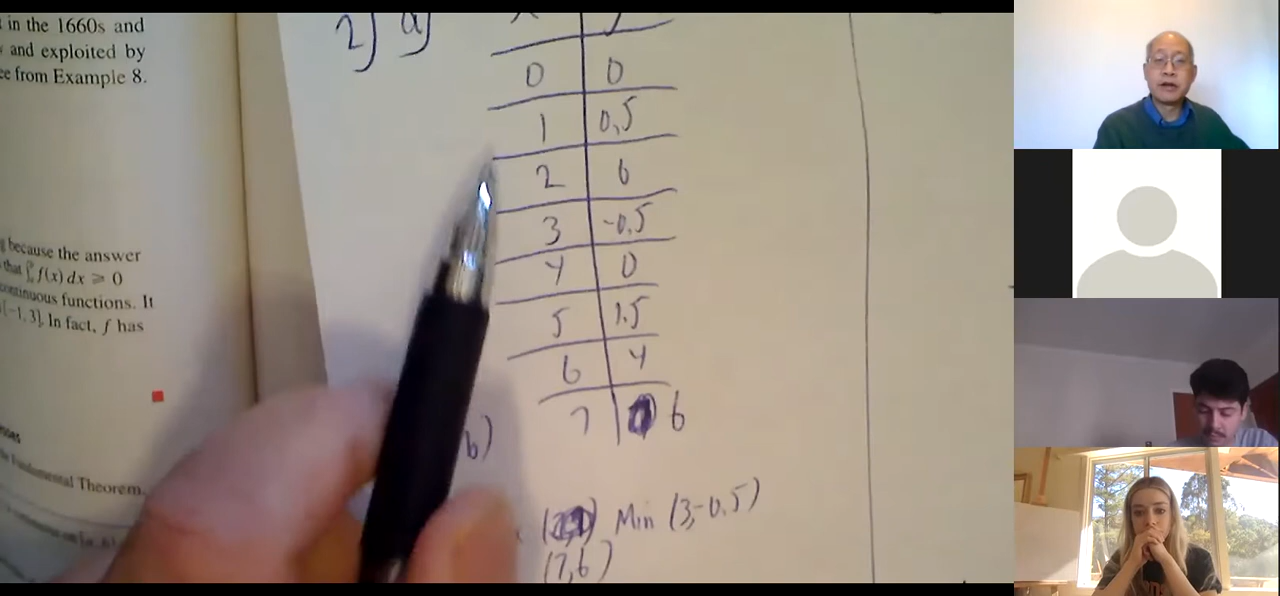 in the 1660s and
and exploited by
ee from Example 8.
because the answer
that ∫ f(x) dx ⩾ 0
continuous functions. It
[-1, 3]. In fact, f has
Fundamental Theorem.
2) a) x y
0 0
1 0,5
2 0
3 -0,5
4 0
5 1.5
6 4
7 6
b)
Min (3,-0.5)
(7,6)